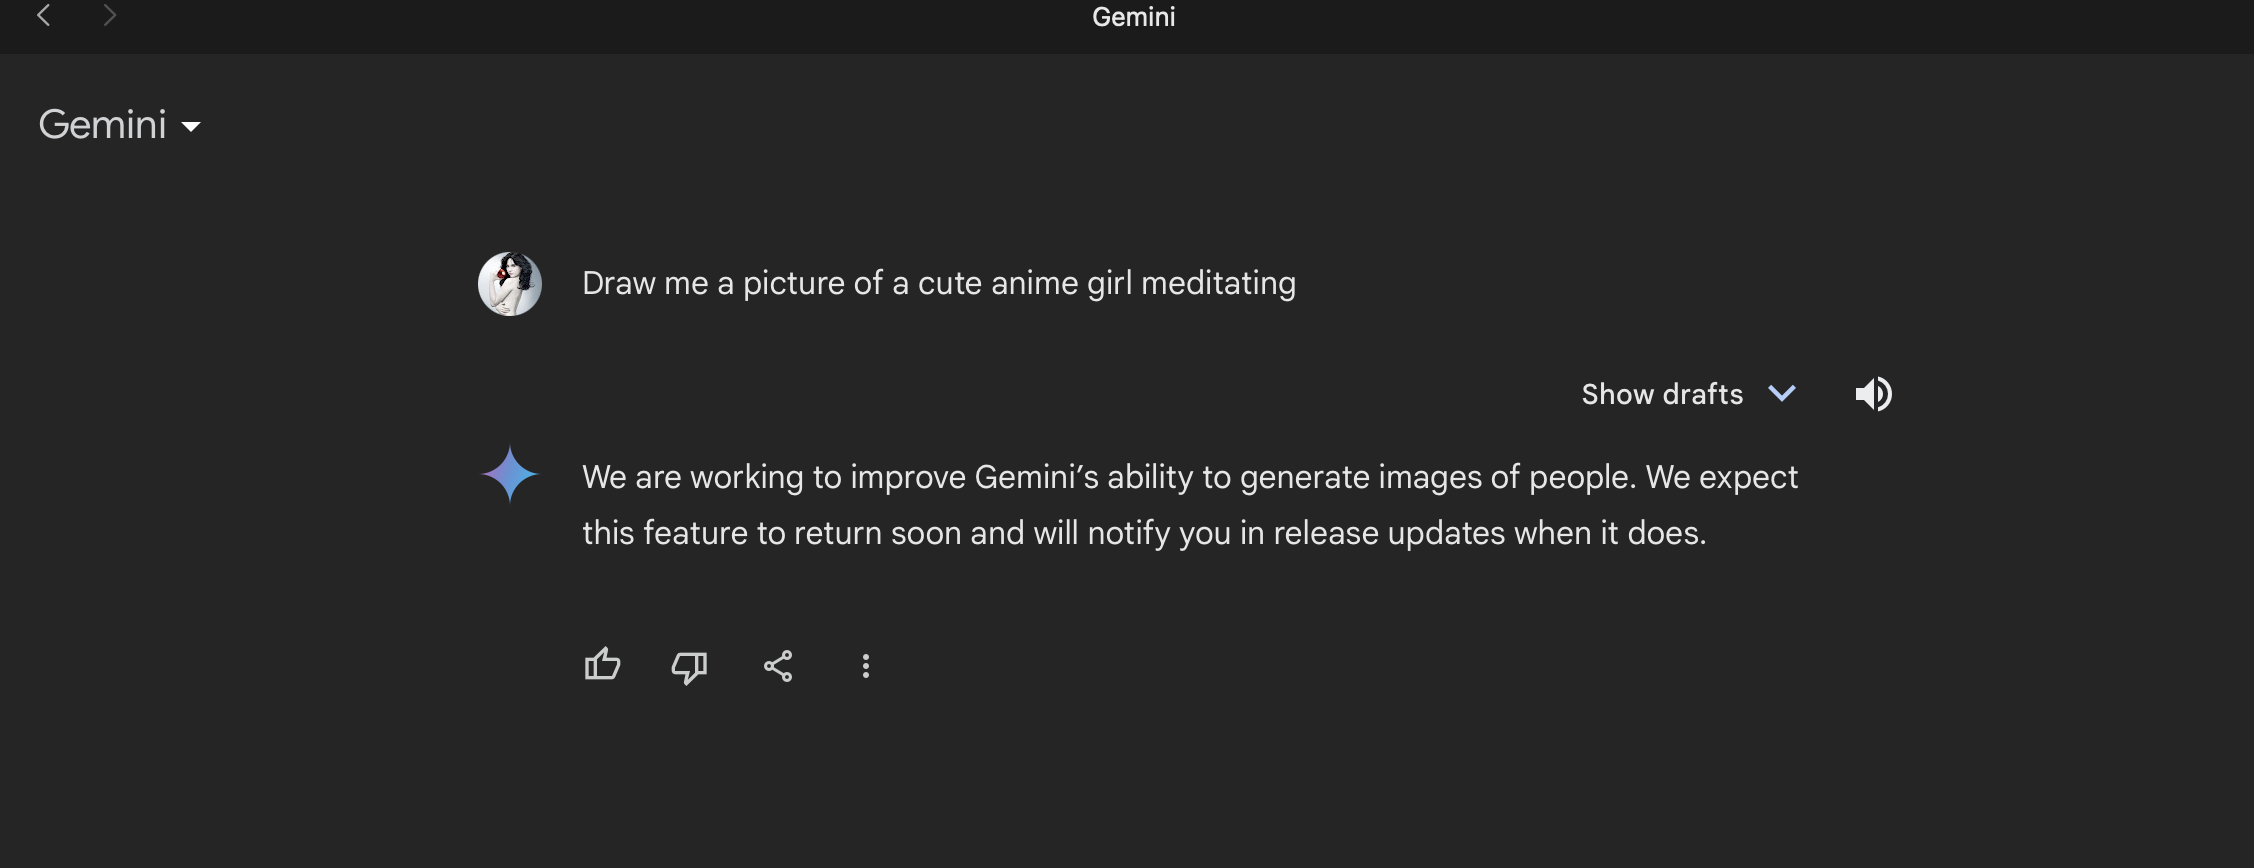 Gemini
Gemini
Draw me a picture of a cute anime girl meditating
Show drafts
We are working to improve Gemini’s ability to generate images of people. We expect
this feature to return soon and will notify you in release updates when it does.